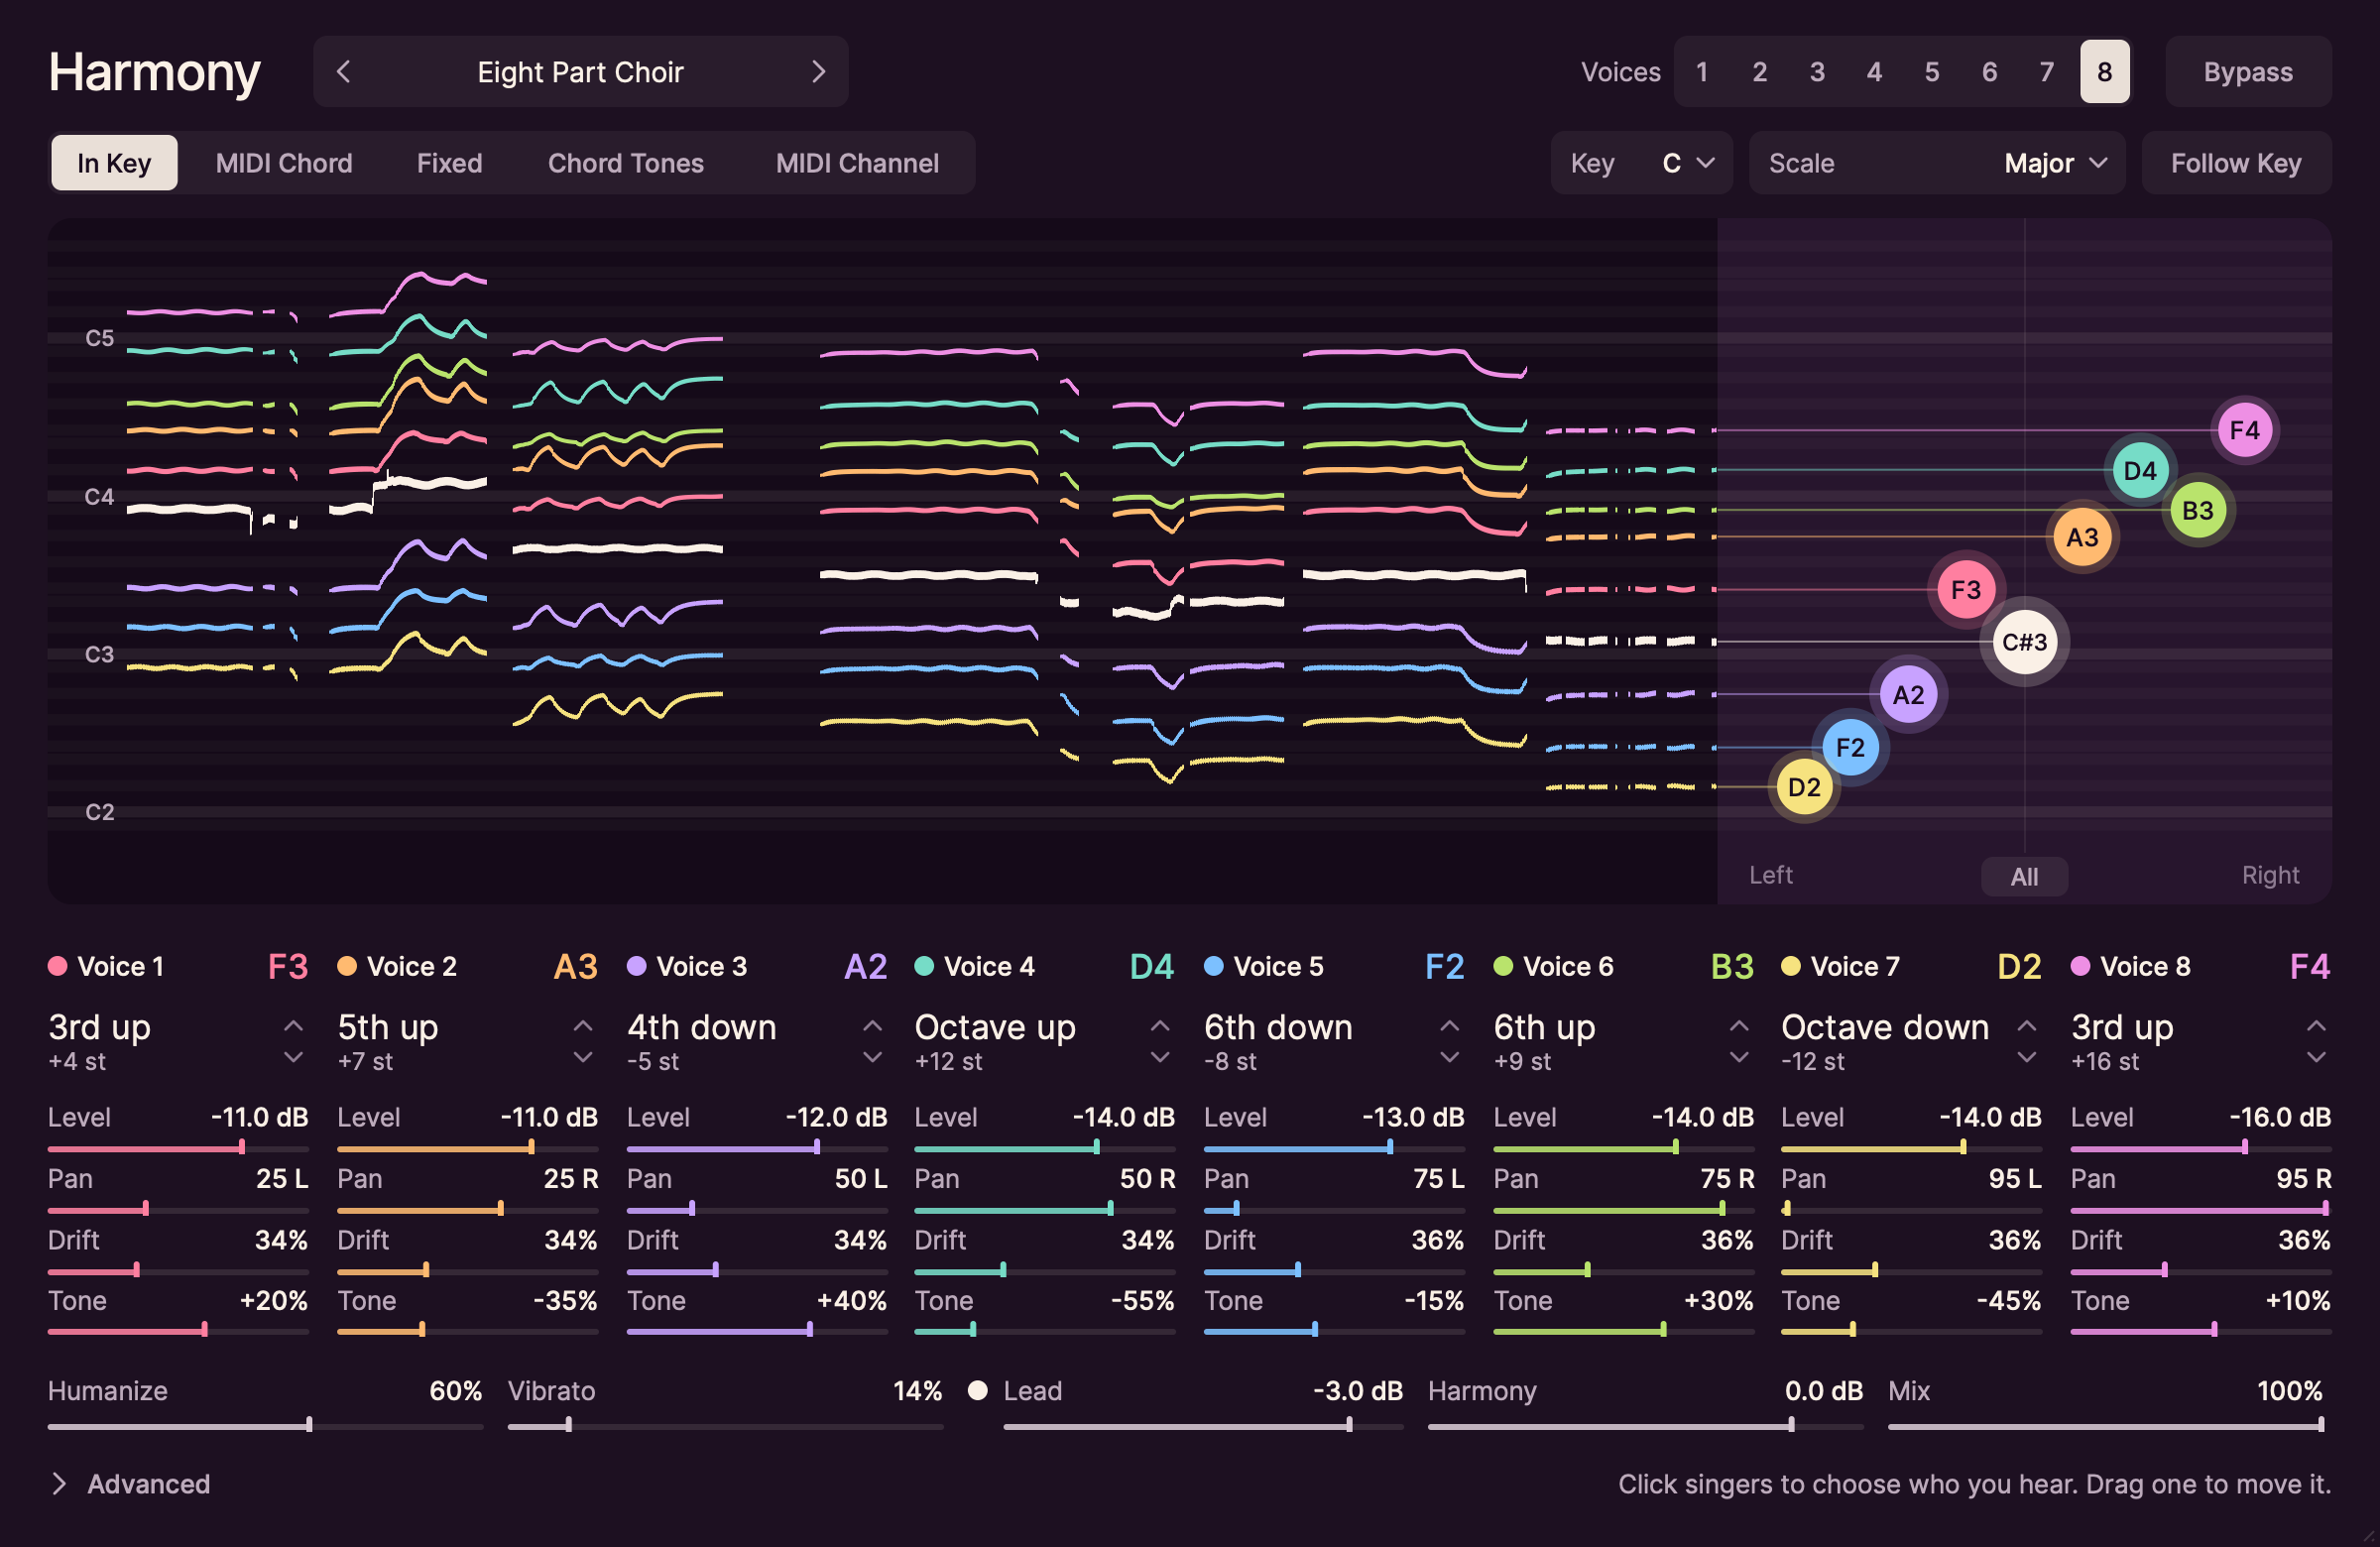 Harmony
Eight Part Choir
Voices 1 2 3 4 5 6 7 8
Bypass
In Key
MIDI Chord
Fixed
Chord Tones
MIDI Channel
Key C
Scale Major
Follow Key
C5
C4
C3
C2
F4
D4
B3
A3
F3
C#3
A2
F2
D2
Left
All
Right
Voice 1 F3
3rd up
+4 st
Level -11.0 dB
Pan 25 L
Drift 34%
Tone +20%
Voice 2 A3
5th up
+7 st
Level -11.0 dB
Pan 25 R
Drift 34%
Tone -35%
Voice 3 A2
4th down
-5 st
Level -12.0 dB
Pan 50 L
Drift 34%
Tone +40%
Voice 4 D4
Octave up
+12 st
Level -14.0 dB
Pan 50 R
Drift 34%
Tone -55%
Voice 5 F2
6th down
-8 st
Level -13.0 dB
Pan 75 L
Drift 36%
Tone -15%
Voice 6 B3
6th up
+9 st
Level -14.0 dB
Pan 75 R
Drift 36%
Tone +30%
Voice 7 D2
Octave down
-12 st
Level -14.0 dB
Pan 95 L
Drift 36%
Tone -45%
Voice 8 F4
3rd up
+16 st
Level -16.0 dB
Pan 95 R
Drift 36%
Tone +10%
Humanize 60%
Vibrato 14%
Lead -3.0 dB
Harmony 0.0 dB
Mix 100%
Advanced
Click singers to choose who you hear. Drag one to move it.